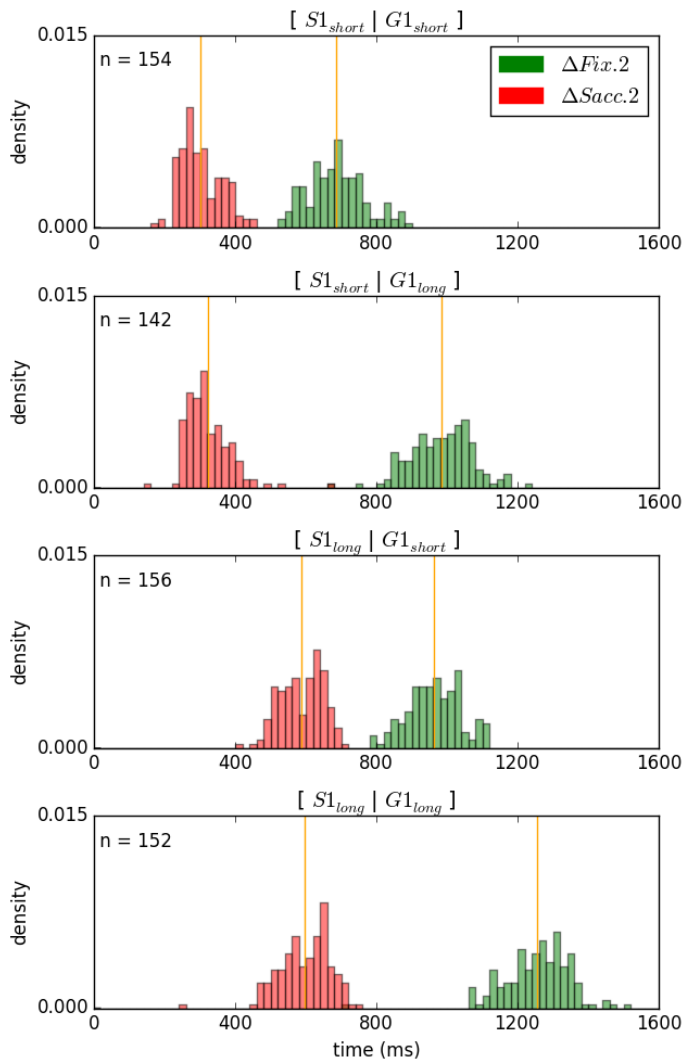 [ S1short | G1short ]
0.015
n = 154
ΔFix.2
ΔSacc.2
density
0.000
0 400 800 1200 1600
[ S1short | G1long ]
0.015
n = 142
density
0.000
0 400 800 1200 1600
[ S1long | G1short ]
0.015
n = 156
density
0.000
0 400 800 1200 1600
[ S1long | G1long ]
0.015
n = 152
density
0.000
0 400 800 1200 1600
time (ms)